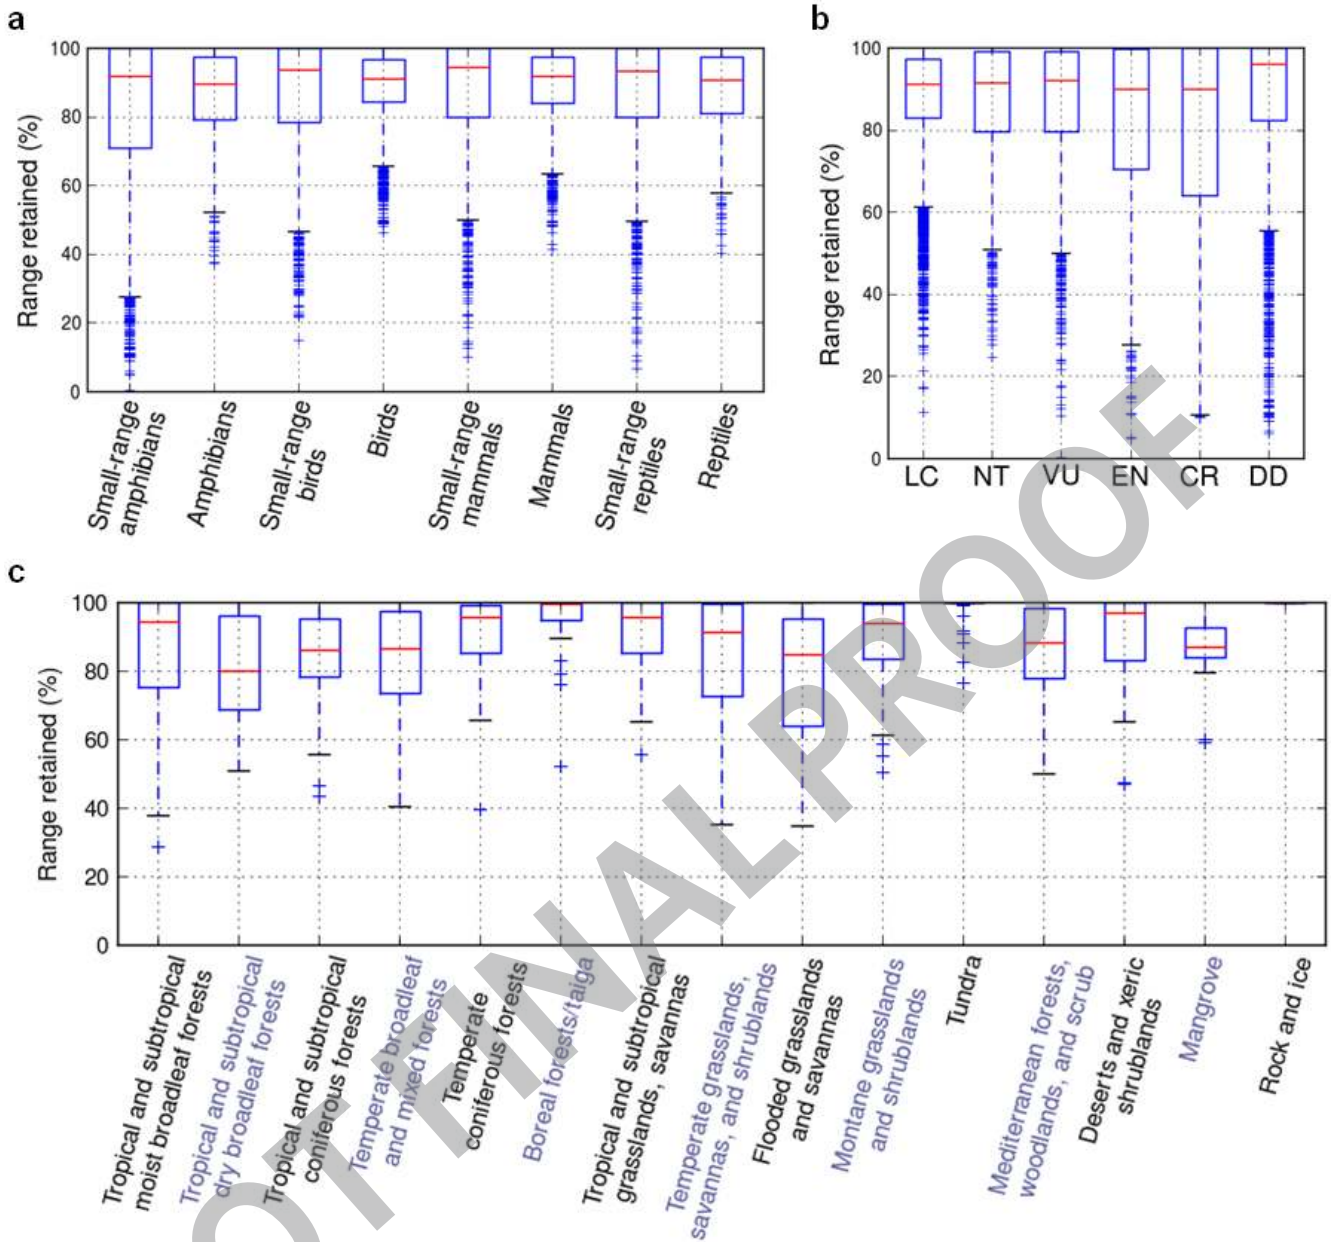 a
100
80
60
40
20
0
Range retained (%)
Small-range
amphibians
Amphibians
Small-range
birds
Birds
Small-range
mammals
Mammals
Small-range
reptiles
Reptiles
b
100
80
60
40
20
0
Range retained (%)
LC NT VU EN CR DD
c
100
80
60
40
20
0
Range retained (%)
Tropical and subtropical
moist broadleaf forests
Tropical and subtropical
dry broadleaf forests
Tropical and subtropical
coniferous forests
Temperate broadleaf
and mixed forests
Temperate
coniferous forests
Boreal forests/taiga
Tropical and subtropical
grasslands, savannas
Temperate grasslands,
savannas, and shrublands
Flooded grasslands
and savannas
Montane grasslands
and shrublands
Tundra
Mediterranean forests,
woodlands, and scrub
Deserts and xeric
shrublands
Mangrove
Rock and ice
OT FINAL PROOF